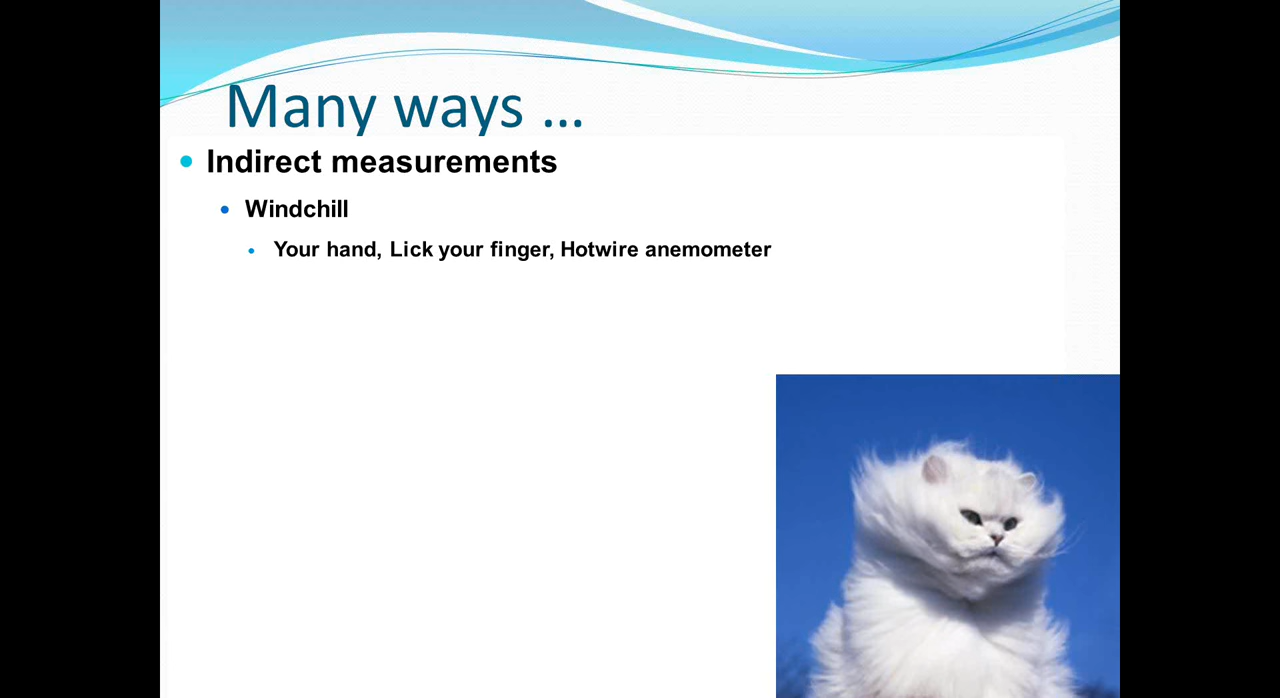 Many ways ...
Indirect measurements
Windchill
Your hand, Lick your finger, Hotwire anemometer